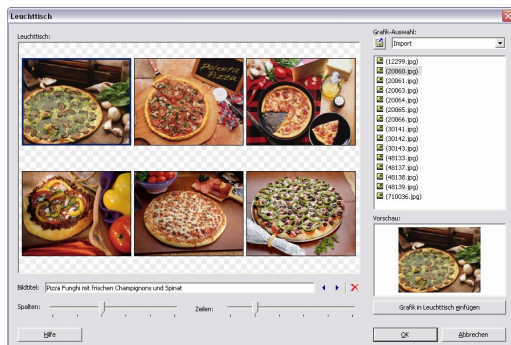 Leuchttisch
Leuchttisch:
Polenta Pizza
Bildtitel: Pizza Funghi mit frischen Champignons und Spinat
Spalten:
Zeilen:
Hilfe
Grafik-Auswahl:
Import
(12299.jpg)
(20060.jpg)
(20061.jpg)
(20063.jpg)
(20064.jpg)
(20065.jpg)
(20066.jpg)
(30141.jpg)
(30142.jpg)
(30143.jpg)
(48133.jpg)
(48137.jpg)
(48138.jpg)
(48139.jpg)
(710036.jpg)
Vorschau:
Grafik in Leuchttisch einfügen
OK
Abbrechen